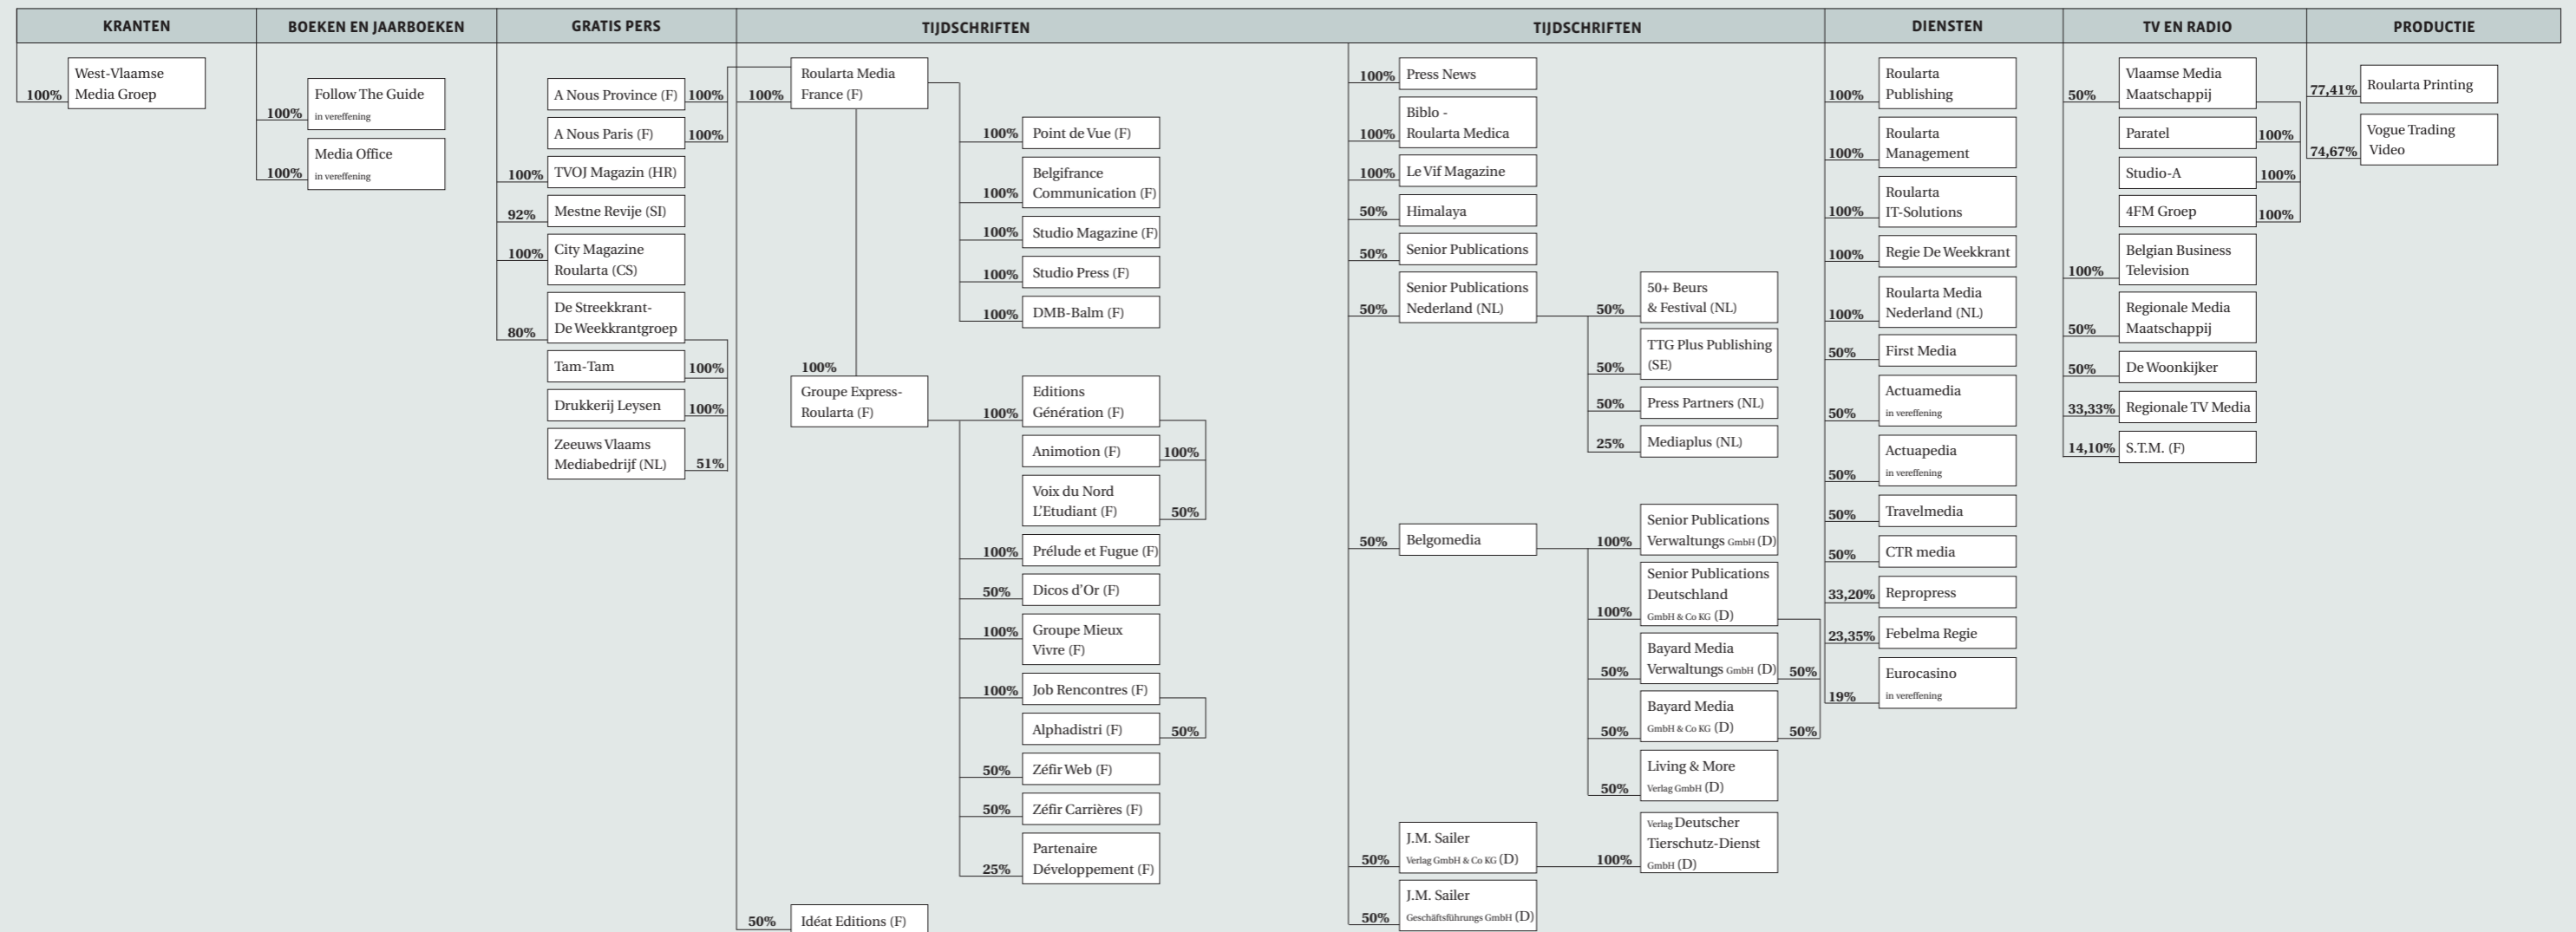 KRANTEN
100%
West-Vlaamse
Media Groep
BOEKEN EN JAARBOEKEN
100%
Follow The Guide
in vereffening
100%
Media Office
in vereffening
GRATIS PERS
A Nous Province (F)
100%
A Nous Paris (F)
100%
100%
TVOJ Magazin (HR)
92%
Mestne Revije (SI)
100%
City Magazine
Roularta (CS)
80%
De Streekkrant-
De Weekkrantgroep
Tam-Tam
100%
Drukkerij Leysen
100%
Zeeuws Vlaams
Mediabedrijf (NL)
51%
TIJDSCHRIFTEN
100%
Roularta Media
France (F)
100%
Point de Vue (F)
100%
Belgifrance
Communication (F)
100%
Studio Magazine (F)
100%
Studio Press (F)
100%
DMB-Balm (F)
100%
Groupe Express-
Roularta (F)
100%
Editions
Génération (F)
Animotion (F)
100%
Voix du Nord
L'Etudiant (F)
50%
100%
Prélude et Fugue (F)
50%
Dicos d'Or (F)
100%
Groupe Mieux
Vivre (F)
100%
Job Rencontres (F)
Alphadistri (F)
50%
50%
Zéfir Web (F)
50%
Zéfir Carrières (F)
25%
Partenaire
Développement (F)
50%
Idéat Editions (F)
TIJDSCHRIFTEN
100%
Press News
100%
Biblo -
Roularta Medica
100%
Le Vif Magazine
50%
Himalaya
50%
Senior Publications
50%
Senior Publications
Nederland (NL)
50%
50+ Beurs
& Festival (NL)
50%
TTG Plus Publishing
(SE)
50%
Press Partners (NL)
25%
Mediaplus (NL)
50%
Belgomedia
100%
Senior Publications
Verwaltungs GmbH (D)
100%
Senior Publications
Deutschland
GmbH & Co KG (D)
50%
Bayard Media
Verwaltungs GmbH (D)
50%
50%
Bayard Media
GmbH & Co KG (D)
50%
50%
Living & More
Verlag GmbH (D)
50%
J.M. Sailer
Verlag GmbH & Co KG (D)
100%
Verlag Deutscher
Tierschutz-Dienst
GmbH (D)
50%
J.M. Sailer
Geschäftsführungs GmbH (D)
DIENSTEN
100%
Roularta
Publishing
100%
Roularta
Management
100%
Roularta
IT-Solutions
100%
Regie De Weekkrant
100%
Roularta Media
Nederland (NL)
50%
First Media
50%
Actuamedia
in vereffening
50%
Actuapedia
in vereffening
50%
Travelmedia
50%
CTR media
33,20%
Repropress
23,35%
Febelma Regie
19%
Eurocasino
in vereffening
TV EN RADIO
50%
Vlaamse Media
Maatschappij
Paratel
100%
Studio-A
100%
4FM Groep
100%
100%
Belgian Business
Television
50%
Regionale Media
Maatschappij
50%
De Woonkijker
33,33%
Regionale TV Media
14,10%
S.T.M. (F)
PRODUCTIE
77,41%
Roularta Printing
74,67%
Vogue Trading
Video